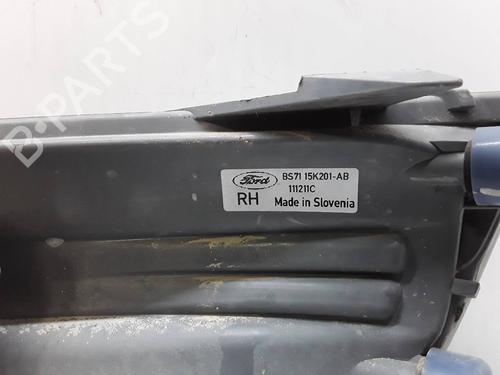 B-PARTS
Ford
BS71 15K201-AB
111211C
RH
Made in Slovenia